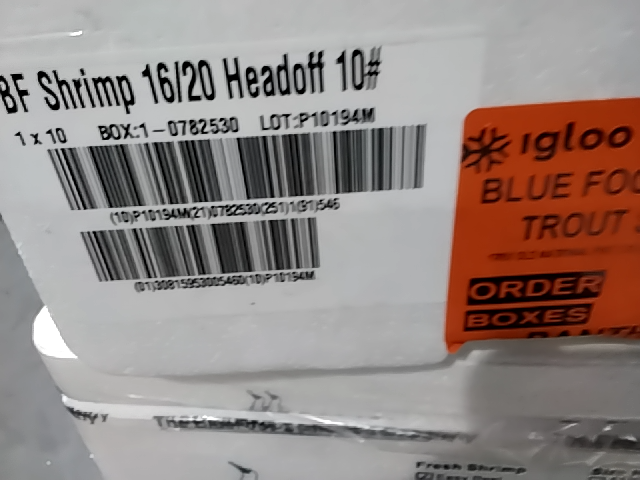 BF Shrimp 16/20 Headoff 10#
1 x 10 BOX:1-0782530 LOT:P10194M
(10)P10194M(21)0782530(251)1(91)546
(01)30815953005460(10)P10194M
igloo
BLUE FOO
TROUT
ORDER
BOXES
Fresh Shrimp